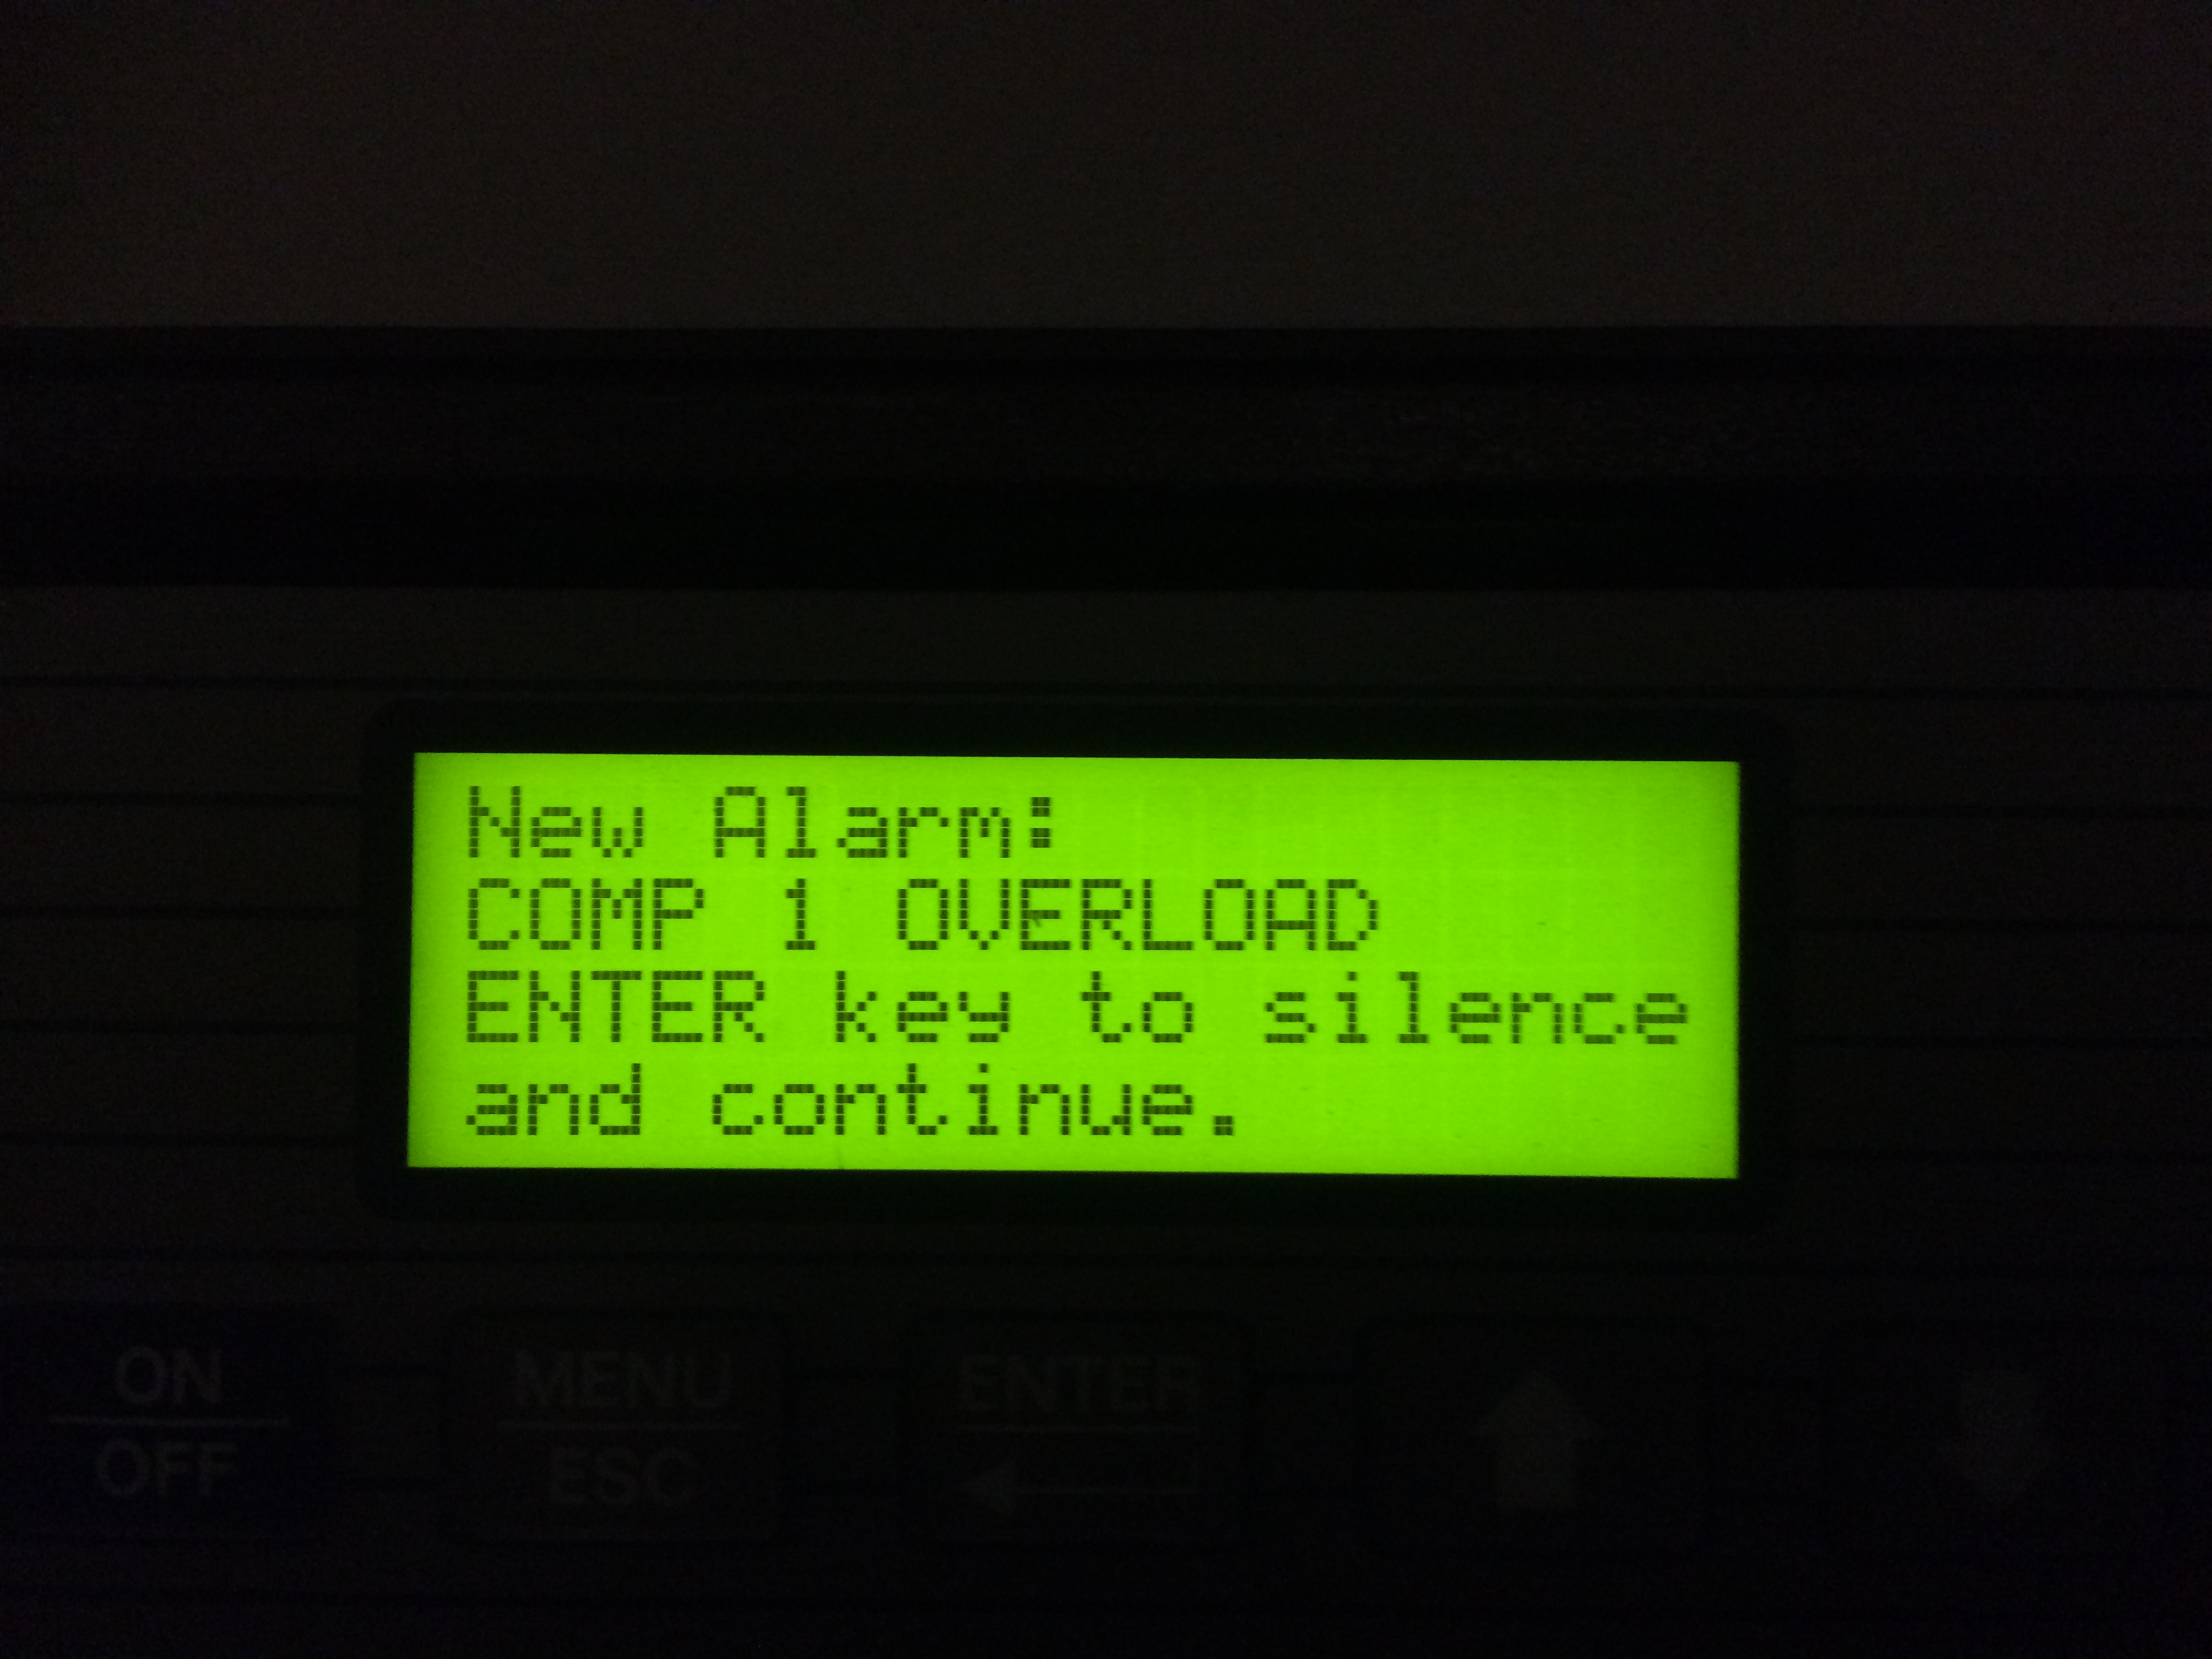 New Alarm:
COMP 1 OVERLOAD
ENTER key to silence
and continue.
ON
OFF
MENU
ESC
ENTER